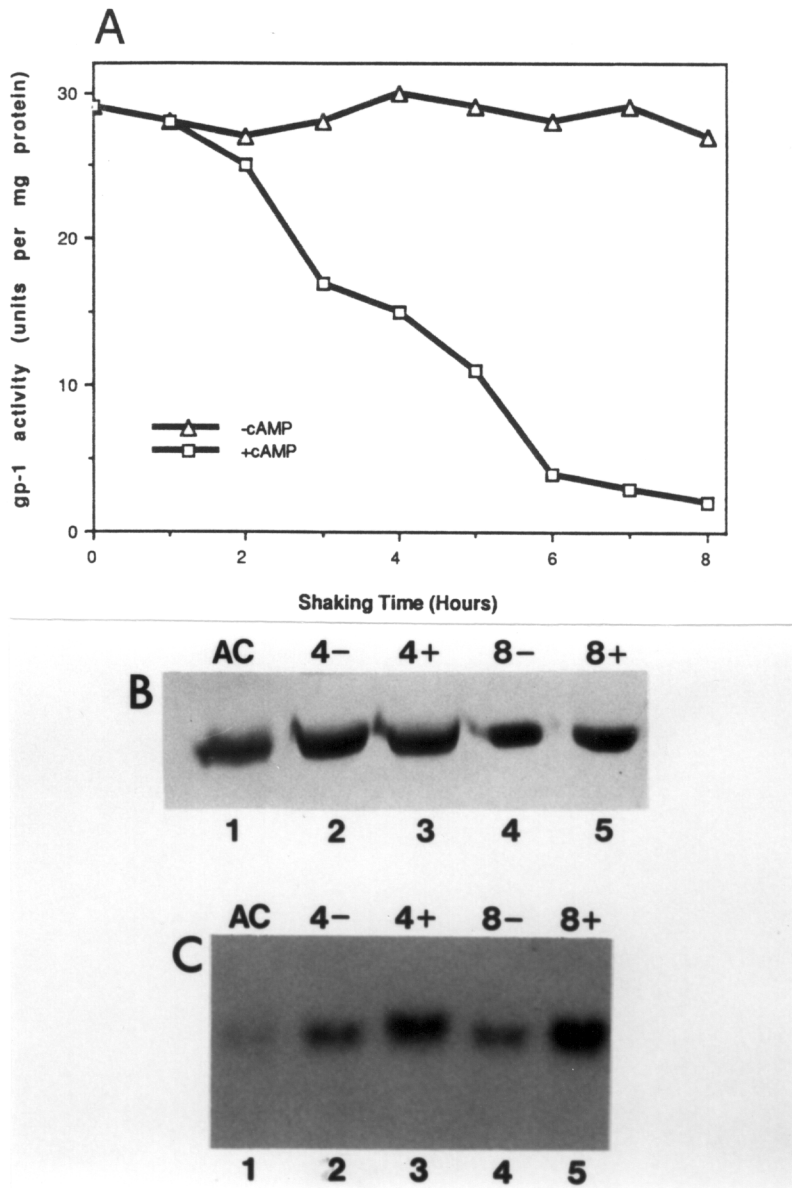 A
gp-1 activity (units per mg protein)
30
20
10
0
-cAMP
+cAMP
0 2 4 6 8
Shaking Time (Hours)
B
AC 4− 4+ 8− 8+
1 2 3 4 5
C
AC 4− 4+ 8− 8+
1 2 3 4 5